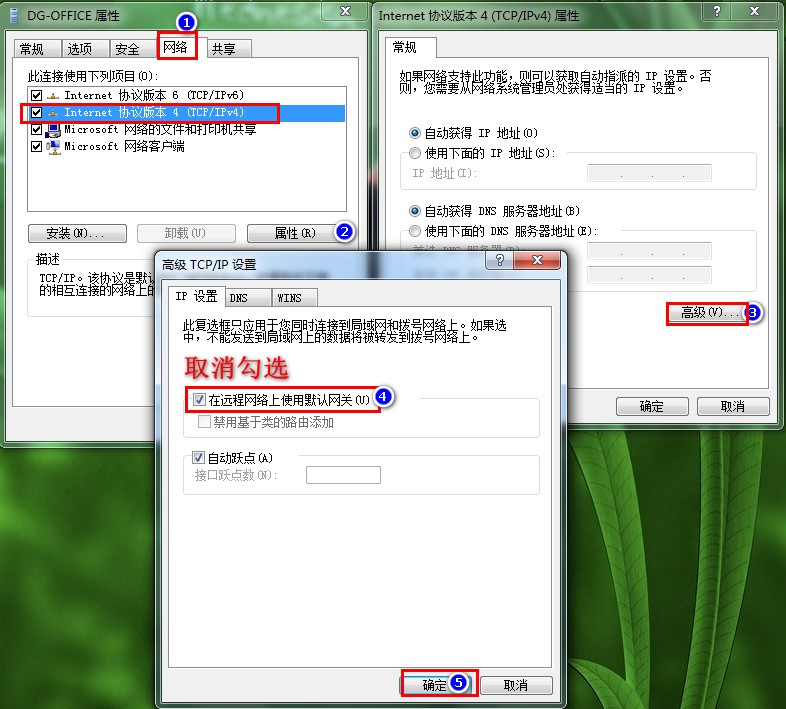 DG-OFFICE 属性
1
常规 选项 安全 网络 共享
此连接使用下列项目(O):
Internet 协议版本 6 (TCP/IPv6)
Internet 协议版本 4 (TCP/IPv4)
Microsoft 网络的文件和打印机共享
Microsoft 网络客户端
安装(N)... 卸载(U) 属性(R) 2
描述
TCP/IP。该协议是默
的相互连接的网络上的
Internet 协议版本 4 (TCP/IPv4) 属性
?
常规
如果网络支持此功能，则可以获取自动指派的 IP 设置。否
则，您需要从网络系统管理员处获得适当的 IP 设置。
自动获得 IP 地址(O)
使用下面的 IP 地址(S):
IP 地址(I):
自动获得 DNS 服务器地址(B)
使用下面的 DNS 服务器地址(E):
高级(V)... 3
确定 取消
高级 TCP/IP 设置
?
IP 设置 DNS WINS
此复选框只应用于您同时连接到局域网和拨号网络上。如果选
中，不能发送到局域网上的数据将被转发到拨号网络上。
取消勾选
在远程网络上使用默认网关(U) 4
禁用基于类的路由添加
自动跃点(A)
接口跃点数(N):
确定 5 取消